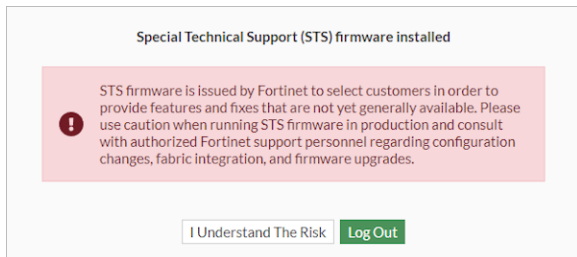 Special Technical Support (STS) firmware installed
STS firmware is issued by Fortinet to select customers in order to
provide features and fixes that are not yet generally available. Please
use caution when running STS firmware in production and consult
with authorized Fortinet support personnel regarding configuration
changes, fabric integration, and firmware upgrades.
I Understand The Risk
Log Out